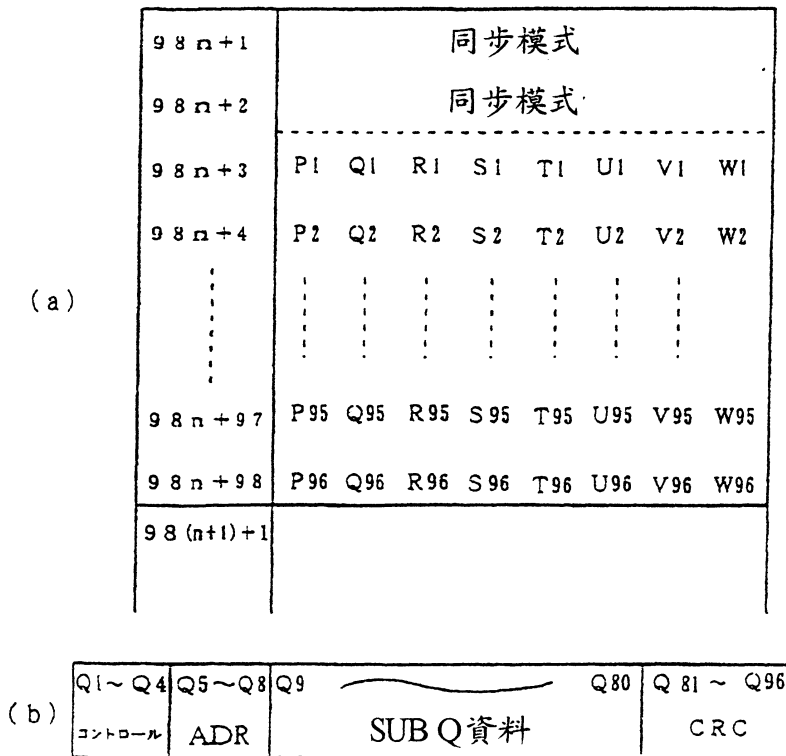 98n+1 同步模式
98n+2 同步模式
98n+3 P1 Q1 R1 S1 T1 U1 V1 W1
98n+4 P2 Q2 R2 S2 T2 U2 V2 W2
(a)
98n+97 P95 Q95 R95 S95 T95 U95 V95 W95
98n+98 P96 Q96 R96 S96 T96 U96 V96 W96
98(n+1)+1
Q1～Q4 Q5～Q8 Q9 Q80 Q81～Q96
(b) コントロール ADR SUB Q資料 CRC